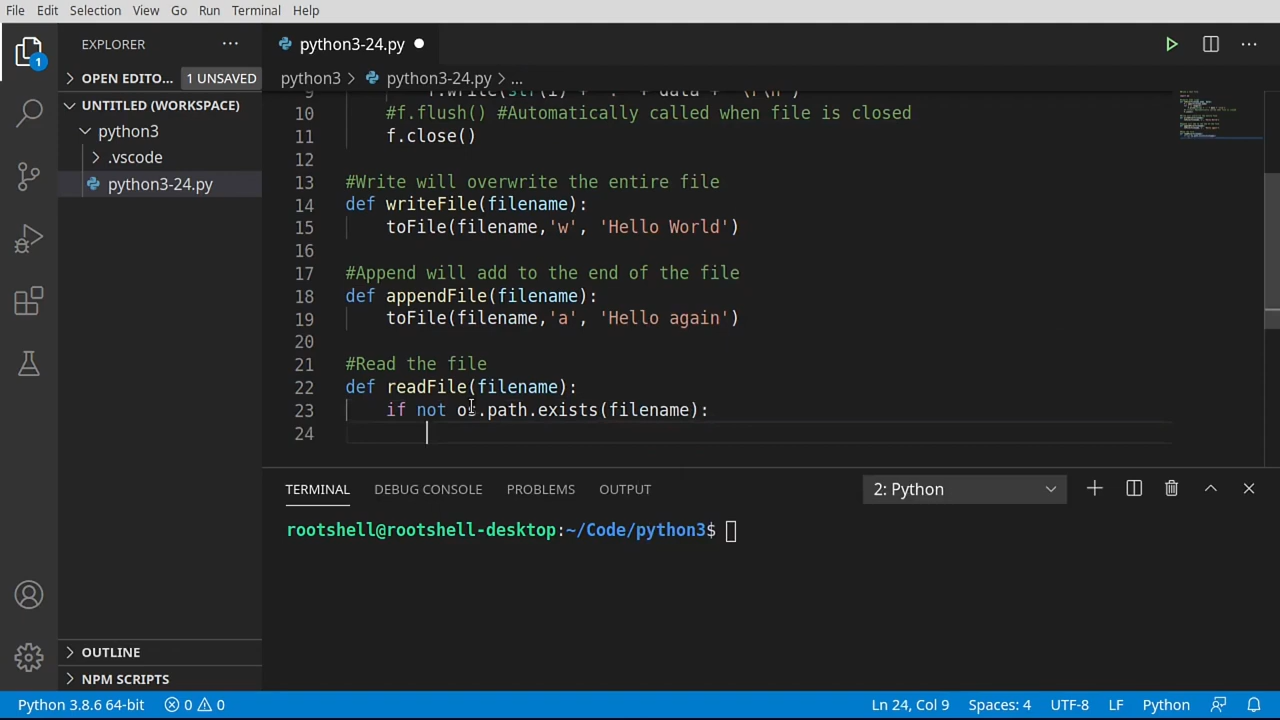 File Edit Selection View Go Run Terminal Help
EXPLORER ...
python3-24.py
OPEN EDITO... 1 UNSAVED
python3 > python3-24.py > ...
UNTITLED (WORKSPACE)
python3
.vscode
python3-24.py
9 f.write(str(i) + data + '\r\n')
10 #f.flush() #Automatically called when file is closed
11 f.close()
12
13 #Write will overwrite the entire file
14 def writeFile(filename):
15 toFile(filename,'w', 'Hello World')
16
17 #Append will add to the end of the file
18 def appendFile(filename):
19 toFile(filename,'a', 'Hello again')
20
21 #Read the file
22 def readFile(filename):
23 if not os.path.exists(filename):
24
TERMINAL DEBUG CONSOLE PROBLEMS OUTPUT 2: Python
rootshell@rootshell-desktop:~/Code/python3$
OUTLINE
NPM SCRIPTS
1
Python 3.8.6 64-bit 0 0 Ln 24, Col 9 Spaces: 4 UTF-8 LF Python